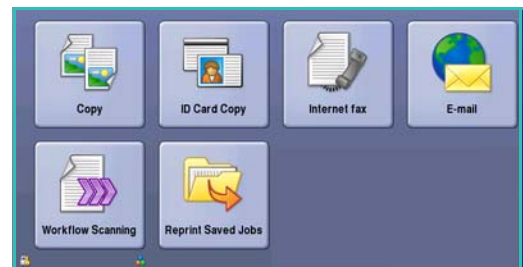 Copy
ID Card Copy
Internet fax
E-mail
Workflow Scanning
Reprint Saved Jobs